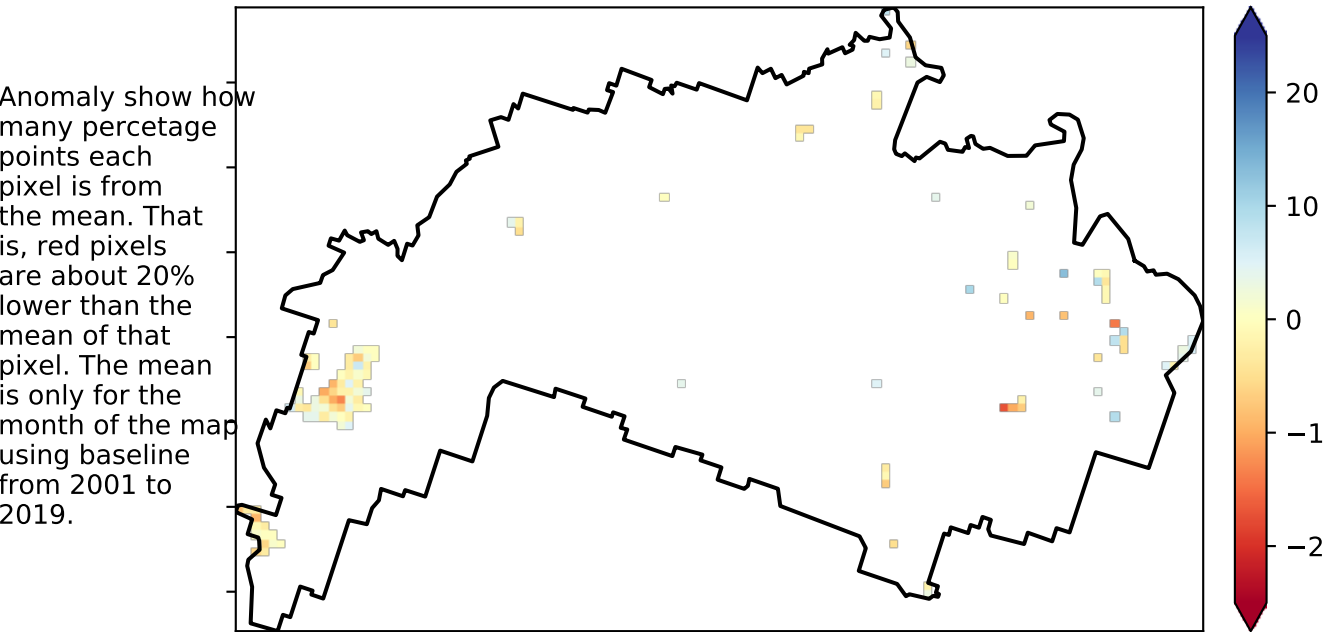 Anomaly show how
many percetage
points each
pixel is from
the mean. That
is, red pixels
are about 20%
lower than the
mean of that
pixel. The mean
is only for the
month of the map
using baseline
from 2001 to
2019.
20
10
0
−1
−2